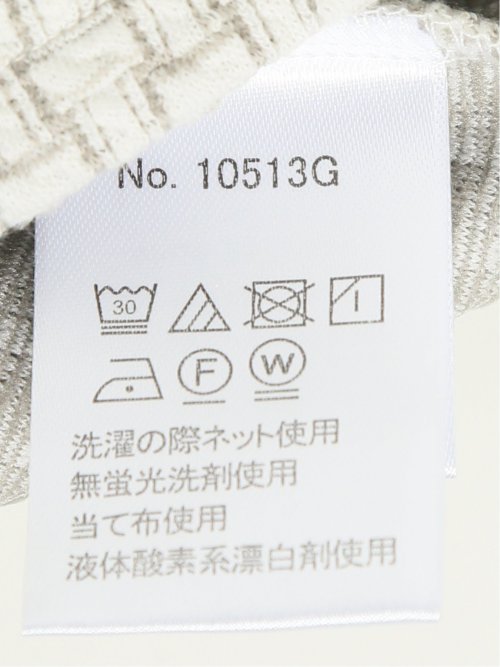 No. 10513G
30
F W
洗濯の際ネット使用
無蛍光洗剤使用
当て布使用
液体酸素系漂白剤使用